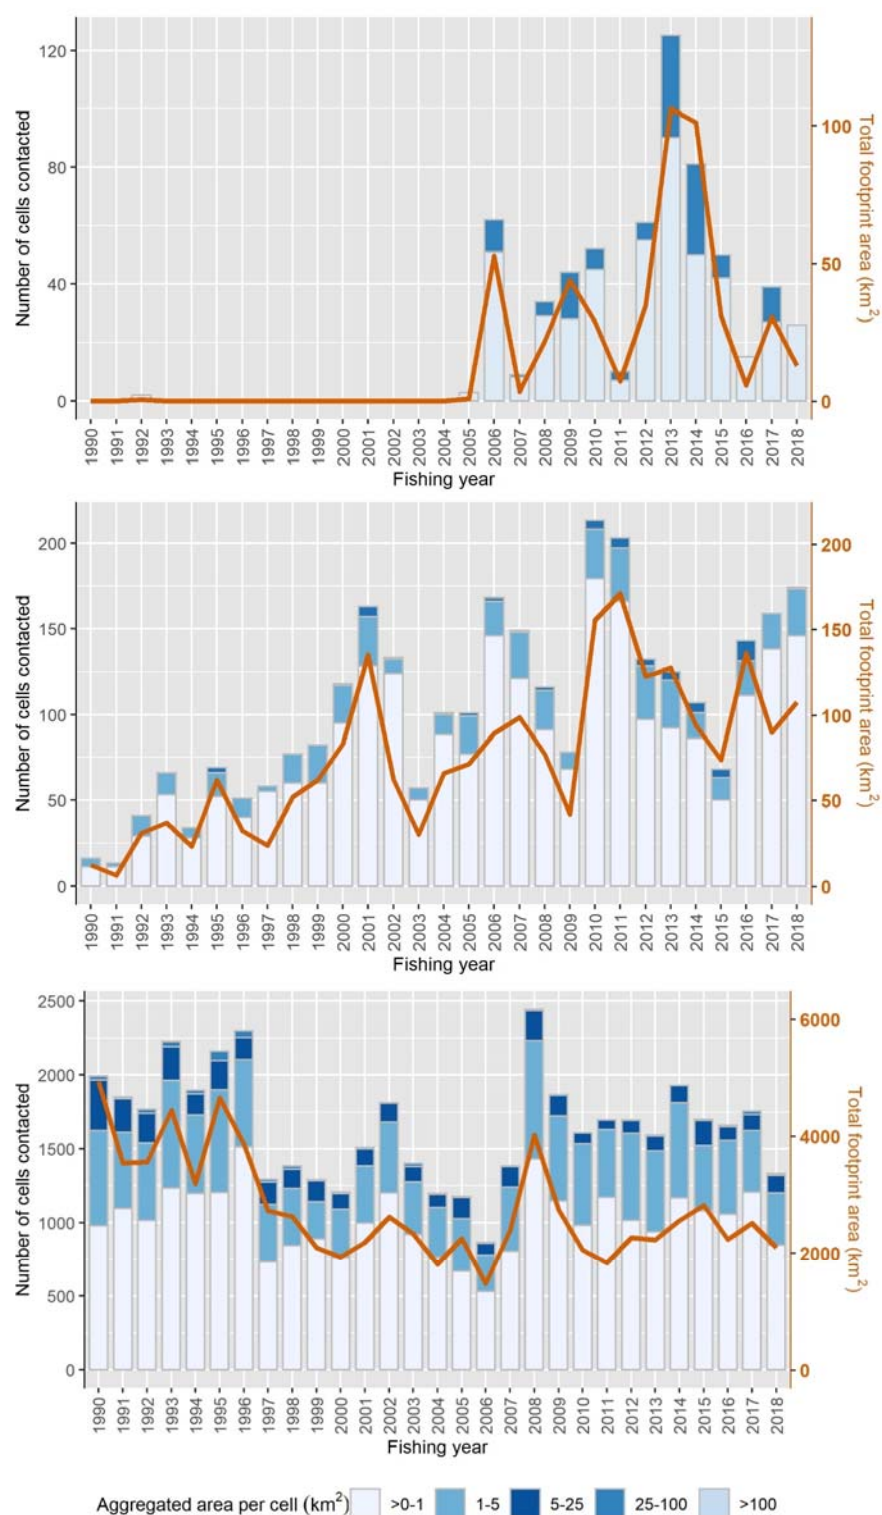 120
80
40
0
Number of cells contacted
100
50
0
Total footprint area (km²)
1990 1991 1992 1993 1994 1995 1996 1997 1998 1999 2000 2001 2002 2003 2004 2005 2006 2007 2008 2009 2010 2011 2012 2013 2014 2015 2016 2017 2018
Fishing year
200
150
100
50
0
Number of cells contacted
200
150
100
50
0
Total footprint area (km²)
1990 1991 1992 1993 1994 1995 1996 1997 1998 1999 2000 2001 2002 2003 2004 2005 2006 2007 2008 2009 2010 2011 2012 2013 2014 2015 2016 2017 2018
Fishing year
2500
2000
1500
1000
500
0
Number of cells contacted
6000
4000
2000
0
Total footprint area (km²)
1990 1991 1992 1993 1994 1995 1996 1997 1998 1999 2000 2001 2002 2003 2004 2005 2006 2007 2008 2009 2010 2011 2012 2013 2014 2015 2016 2017 2018
Fishing year
Aggregated area per cell (km²) >0-1 1-5 5-25 25-100 >100